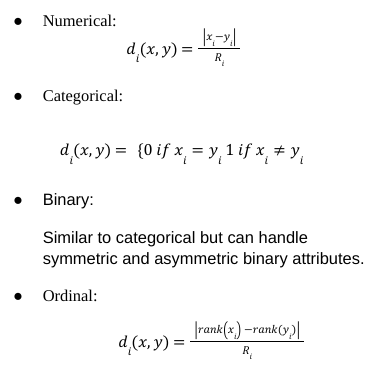 ● Numerical:
d_i(x, y) = |x_i − y_i| / R_i
● Categorical:
d_i(x, y) = {0 if x_i = y_i 1 if x_i ≠ y_i
● Binary:
Similar to categorical but can handle
symmetric and asymmetric binary attributes.
● Ordinal:
d_i(x, y) = |rank(x_i) − rank(y_i)| / R_i